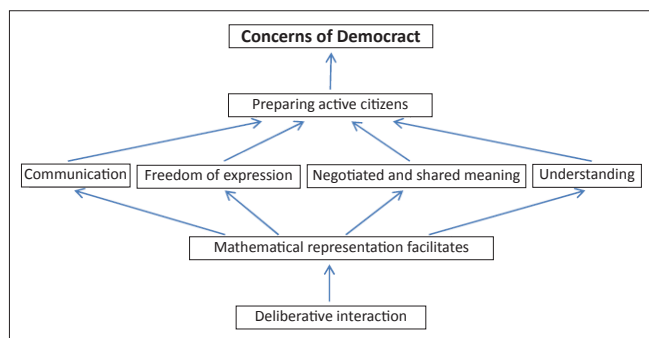 Concerns of Democract
Preparing active citizens
Communication
Freedom of expression
Negotiated and shared meaning
Understanding
Mathematical representation facilitates
Deliberative interaction